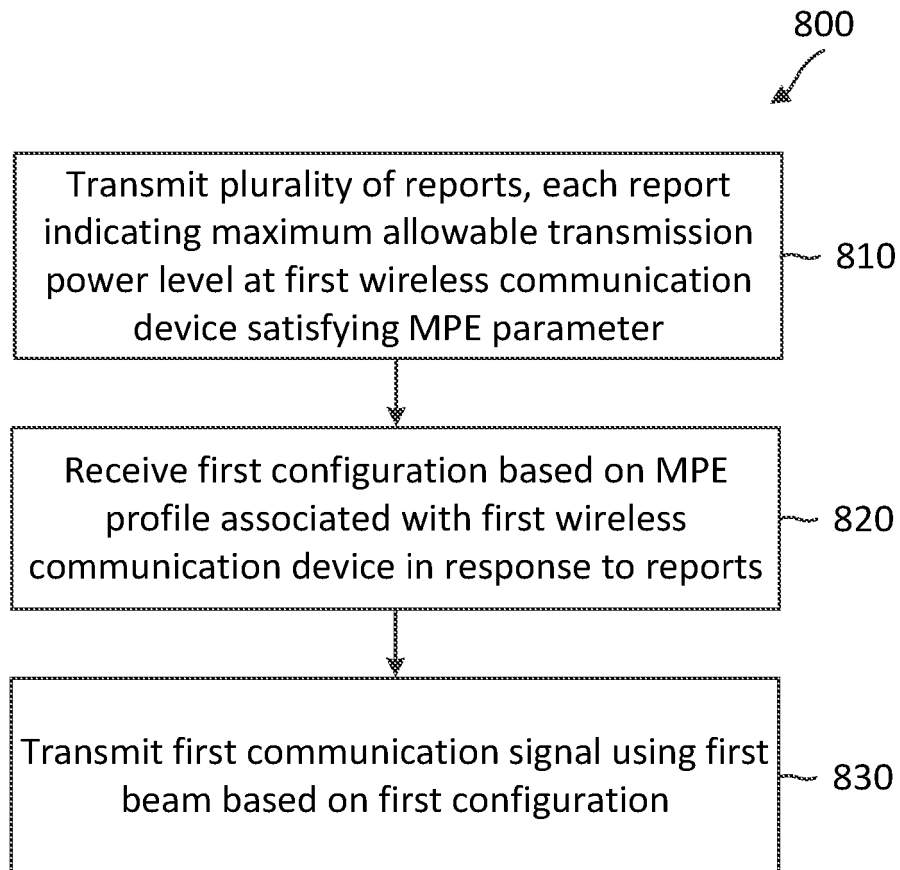 800
Transmit plurality of reports, each report
indicating maximum allowable transmission
power level at first wireless communication
device satisfying MPE parameter
810
Receive first configuration based on MPE
profile associated with first wireless
communication device in response to reports
820
Transmit first communication signal using first
beam based on first configuration
830